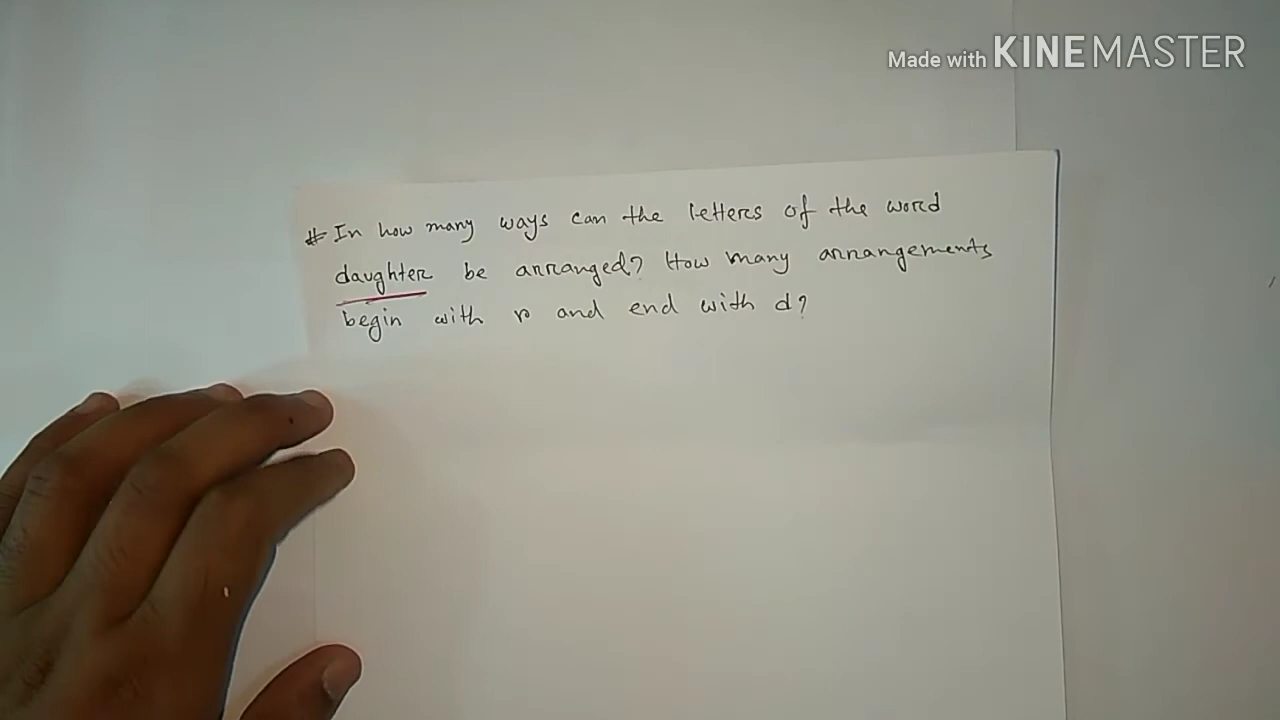 Made with KINEMASTER
# In how many ways can the letters of the word
daughter be arranged? How many arrangements
begin with r and end with d?